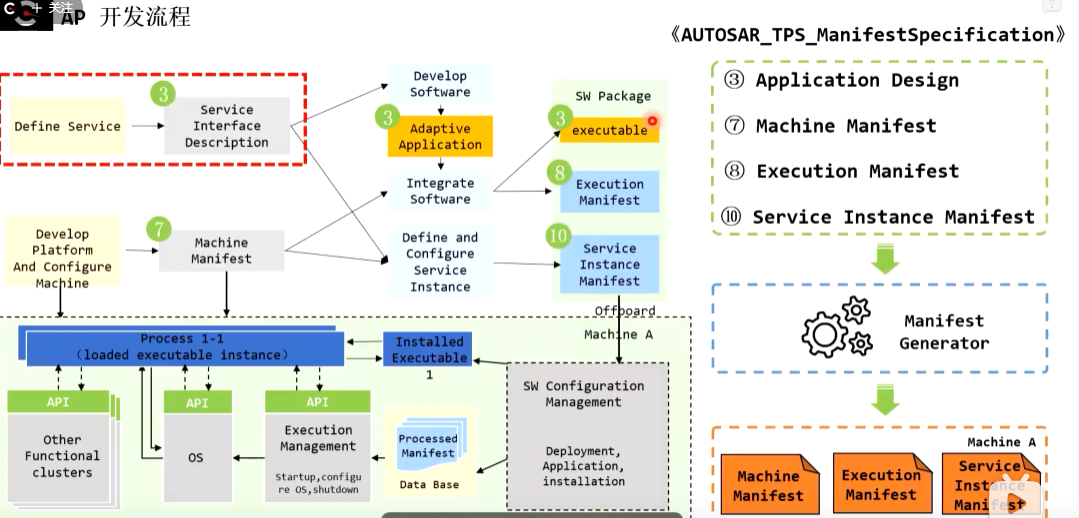 + 关注
AP 开发流程
《AUTOSAR_TPS_ManifestSpecification》
Define Service
3
Service
Interface
Description
Develop
Software
3
Adaptive
Application
Integrate
Software
Define and
Configure
Service
Instance
SW Package
3
executable
8
Execution
Manifest
10
Service
Instance
Manifest
Develop
Platform
And Configure
Machine
7
Machine
Manifest
Offboard
Machine A
Process 1-1
(loaded executable instance)
Installed
Executable
1
API
Other
Functional
clusters
API
OS
API
Execution
Management
Startup,configu
re OS,shutdown
Processed
Manifest
Data Base
SW Configuration
Management
Deployment,
Application,
installation
③ Application Design
⑦ Machine Manifest
⑧ Execution Manifest
⑩ Service Instance Manifest
Manifest
Generator
Machine A
Machine
Manifest
Execution
Manifest
Service
Instance
Manifest